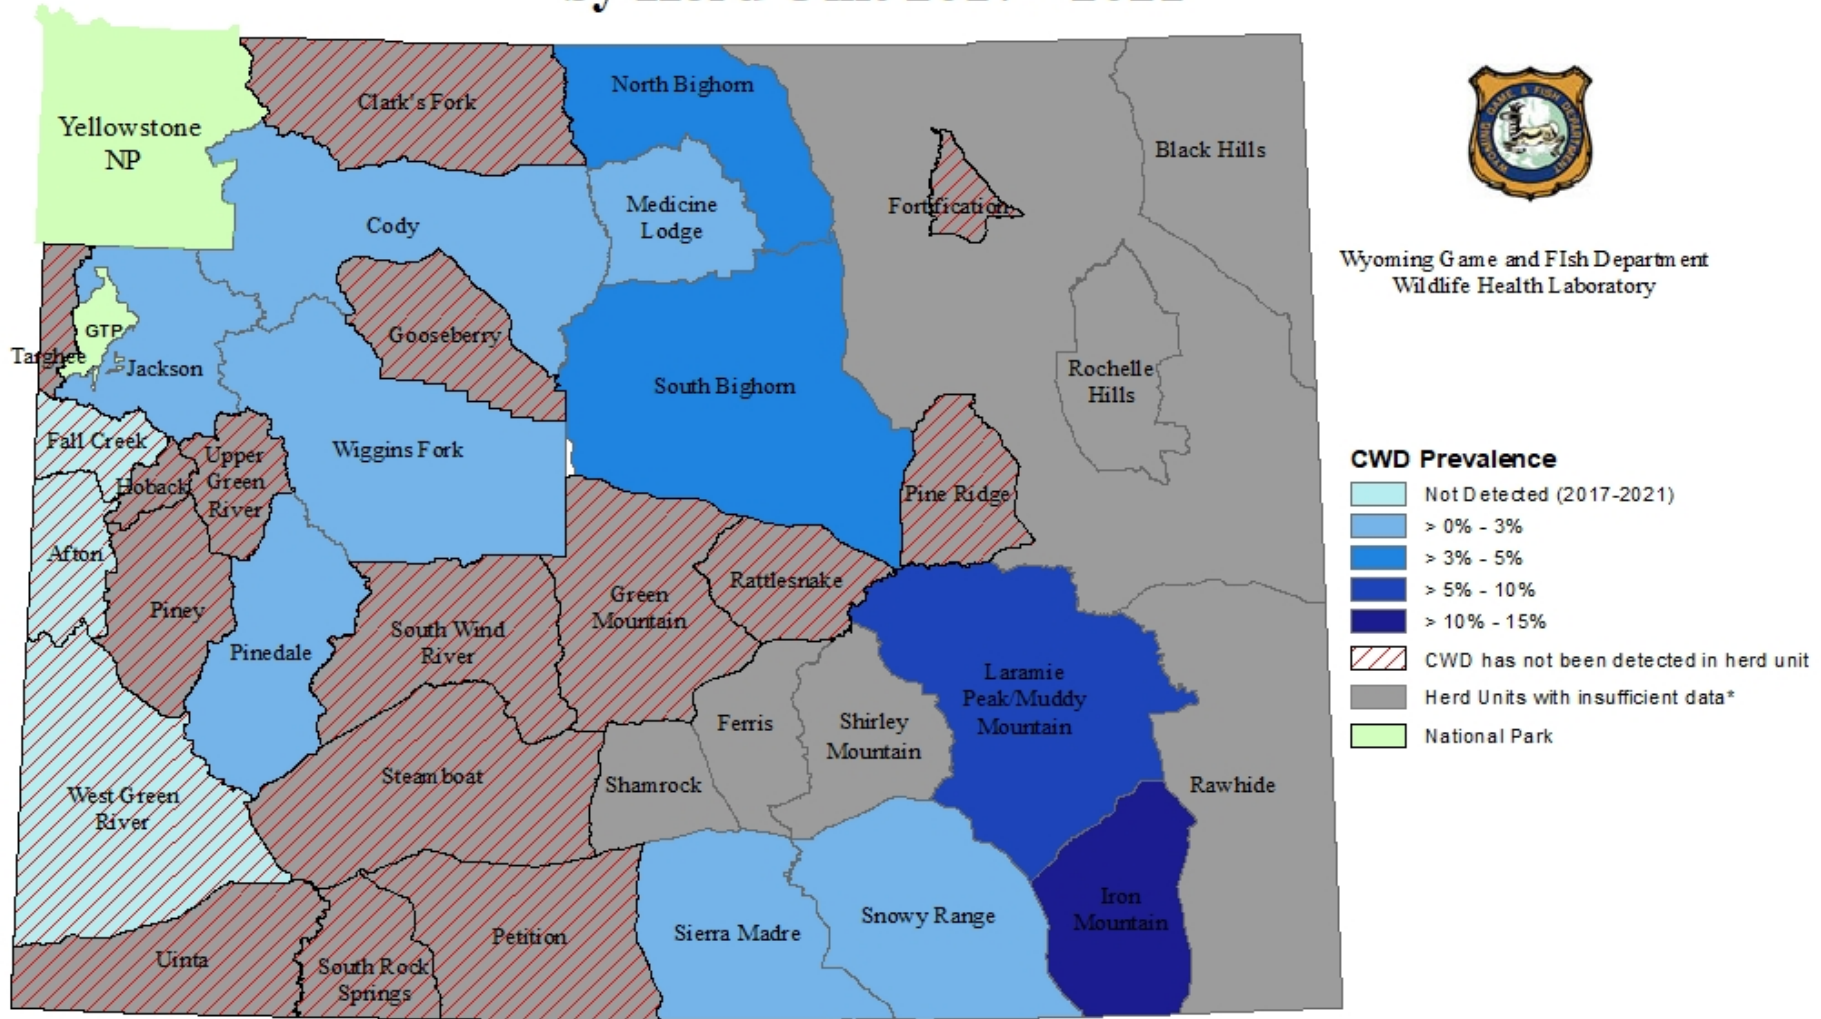 Yellowstone
NP
Clark's Fork
North Bighorn
Black Hills
Medicine
Lodge
Cody
Fortification
WYOMING GAME & FISH DEPARTMENT
Wyoming Game and FIsh Department
Wildlife Health Laboratory
GTP
Targhee
Jackson
Gooseberry
South Bighorn
Rochelle
Hills
Fall Creek
Upper
Green
River
Hoback
Wiggins Fork
Pine Ridge
Afton
Piney
Pinedale
South Wind
River
Green
Mountain
Rattlesnake
Laramie
Peak/Muddy
Mountain
Ferris
Shirley
Mountain
Shamrock
Steamboat
Rawhide
West Green
River
Uinta
South Rock
Springs
Petition
Sierra Madre
Snowy Range
Iron
Mountain
CWD Prevalence
Not Detected (2017-2021)
> 0% - 3%
> 3% - 5%
> 5% - 10%
> 10% - 15%
CWD has not been detected in herd unit
Herd Units with insufficient data*
National Park